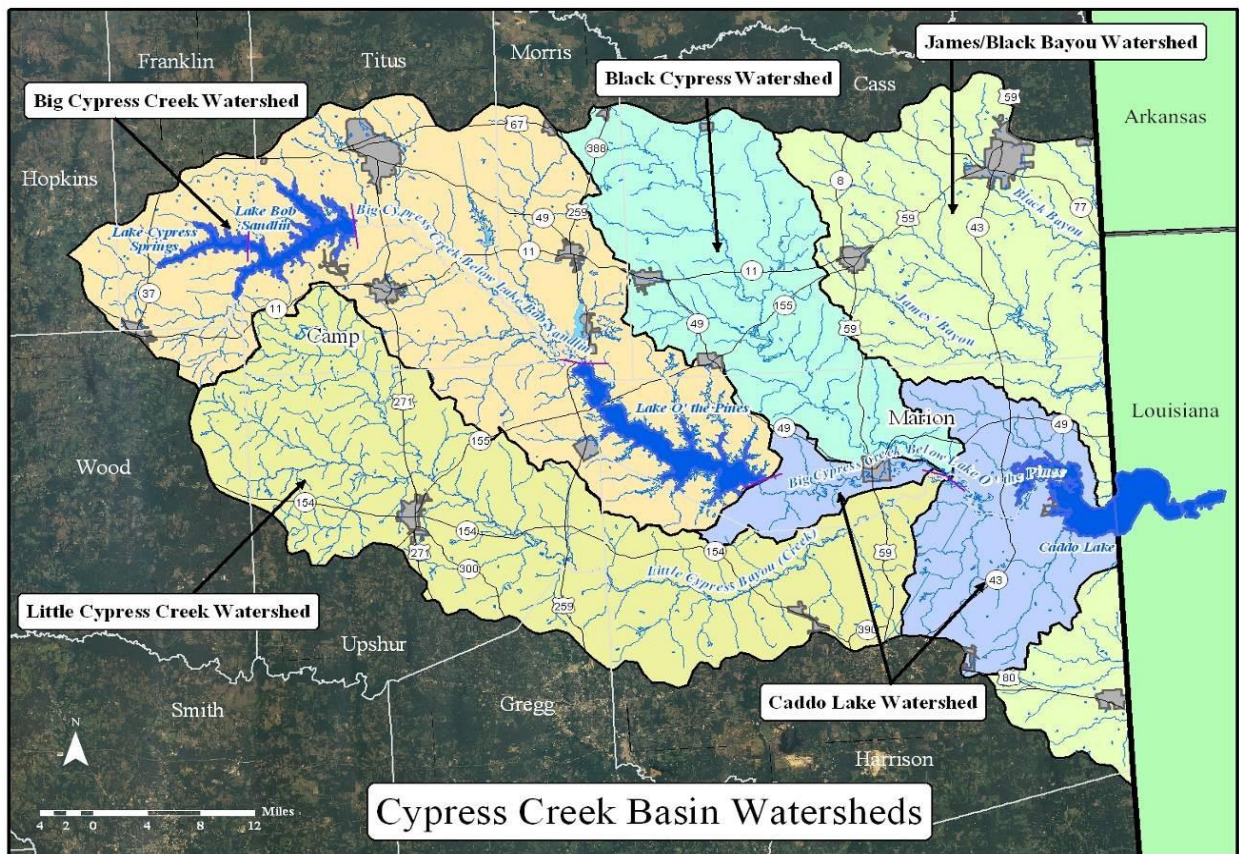 Franklin
Titus
Morris
James/Black Bayou Watershed
Black Cypress Watershed
Cass
Big Cypress Creek Watershed
59
Arkansas
67
388
Hopkins
8
Black Bayou
77
Lake Bob
Sandlin
Lake Cypress
Springs
Big Cypress Creek Below Lake Bob Sandlin
49
259
59
43
11
11
37
11
155
James' Bayou
Camp
49
59
271
Louisiana
Marion
Lake O' the Pines
49
49
155
Big Cypress Creek Below Lake O' the Pines
Wood
154
154
154
Little Cypress Bayou (Creek)
59
Caddo Lake
271
300
43
Little Cypress Creek Watershed
259
390
Upshur
80
Caddo Lake Watershed
Smith
Gregg
N
Harrison
Miles
4 2 0 4 8 12
Cypress Creek Basin Watersheds